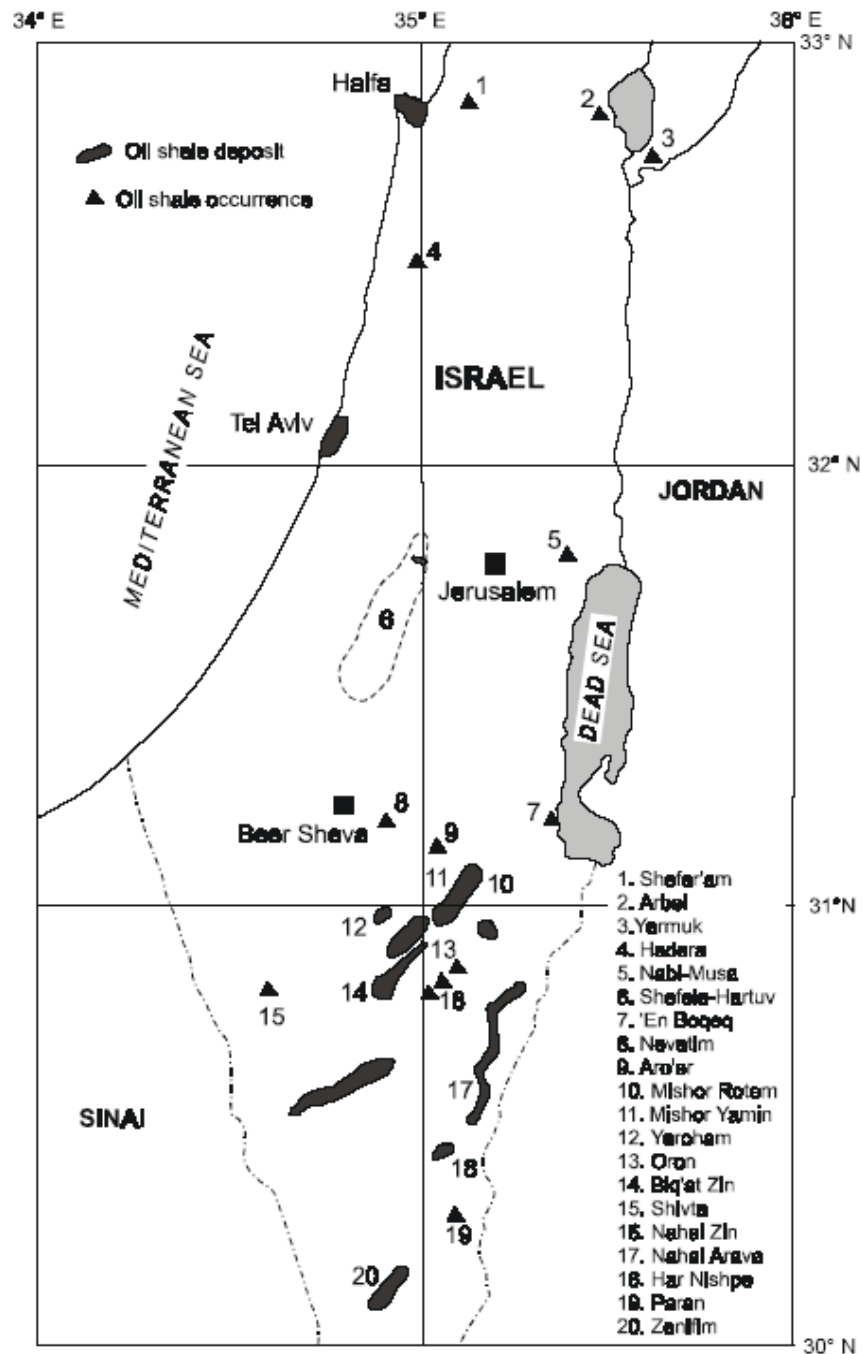 34° E 35° E 36° E
33° N
Haifa
1
2
3
Oil shale deposit
Oil shale occurrence
4
MEDITERRANEAN SEA
ISRAEL
Tel Aviv
32° N
JORDAN
5
Jerusalem
6
DEAD SEA
8
7
Beer Sheva
9
11
10
31°N
12
13
14
16
15
17
SINAI
18
19
20
1. Shefar'am
2. Arbel
3.Yarmuk
4. Hadera
5. Nabi-Musa
6. Shefela-Hartuv
7. 'En Boqeq
8. Nevatim
9. Aro'er
10. Mishor Rotem
11. Mishor Yamin
12. Yeroham
13. Oron
14. Biq'at Zin
15. Shivta
16. Nahal Zin
17. Nahal Arava
18. Har Nishpe
19. Paran
20. Zenifim
30° N